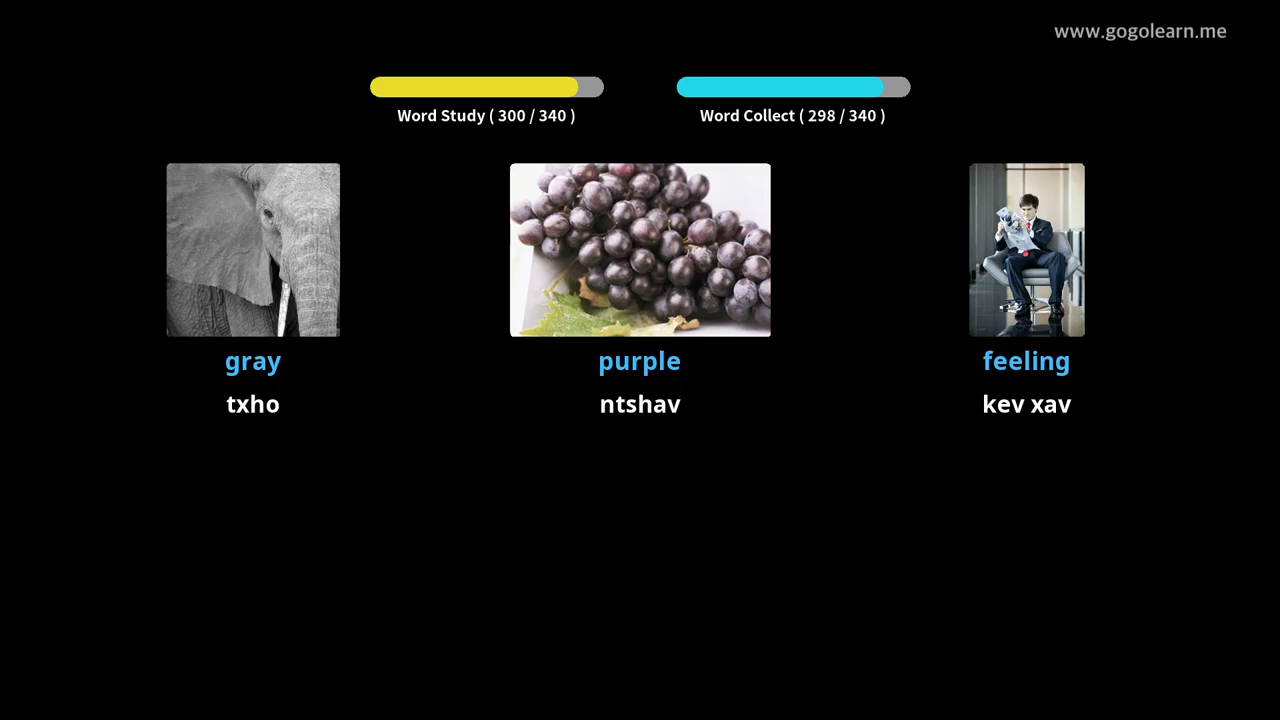 www.gogolearn.me
Word Study ( 300 / 340 )
Word Collect ( 298 / 340 )
gray
purple
feeling
txho
ntshav
kev xav